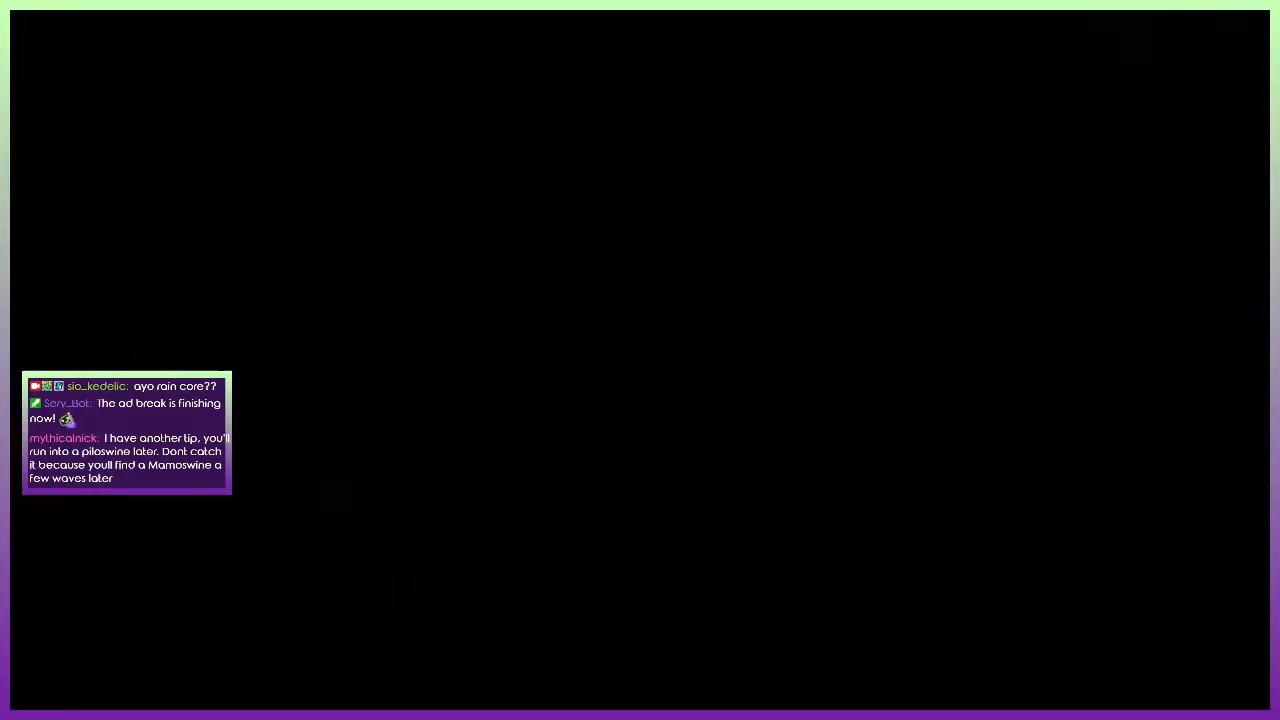 sio_kedelic: ayo rain core??
Sery_Bot: The ad break is finishing
now!
mythicalnick: I have another tip, you'll
run into a piloswine later. Dont catch
it because youll find a Mamoswine a
few waves later